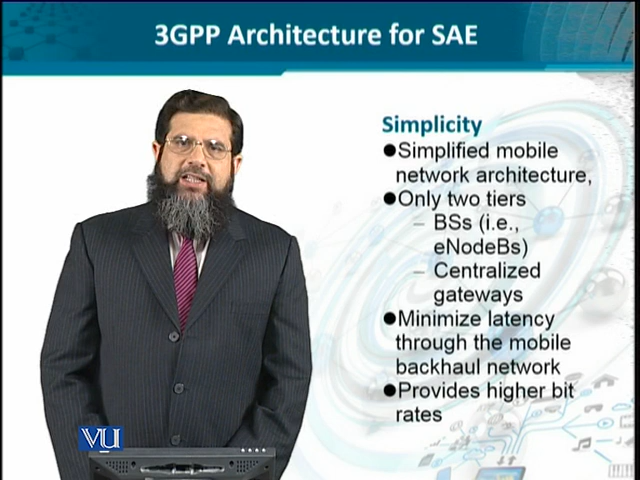 3GPP Architecture for SAE
Simplicity
●Simplified mobile
network architecture,
●Only two tiers
– BSs (i.e.,
eNodeBs)
– Centralized
gateways
●Minimize latency
through the mobile
backhaul network
●Provides higher bit
rates
VU